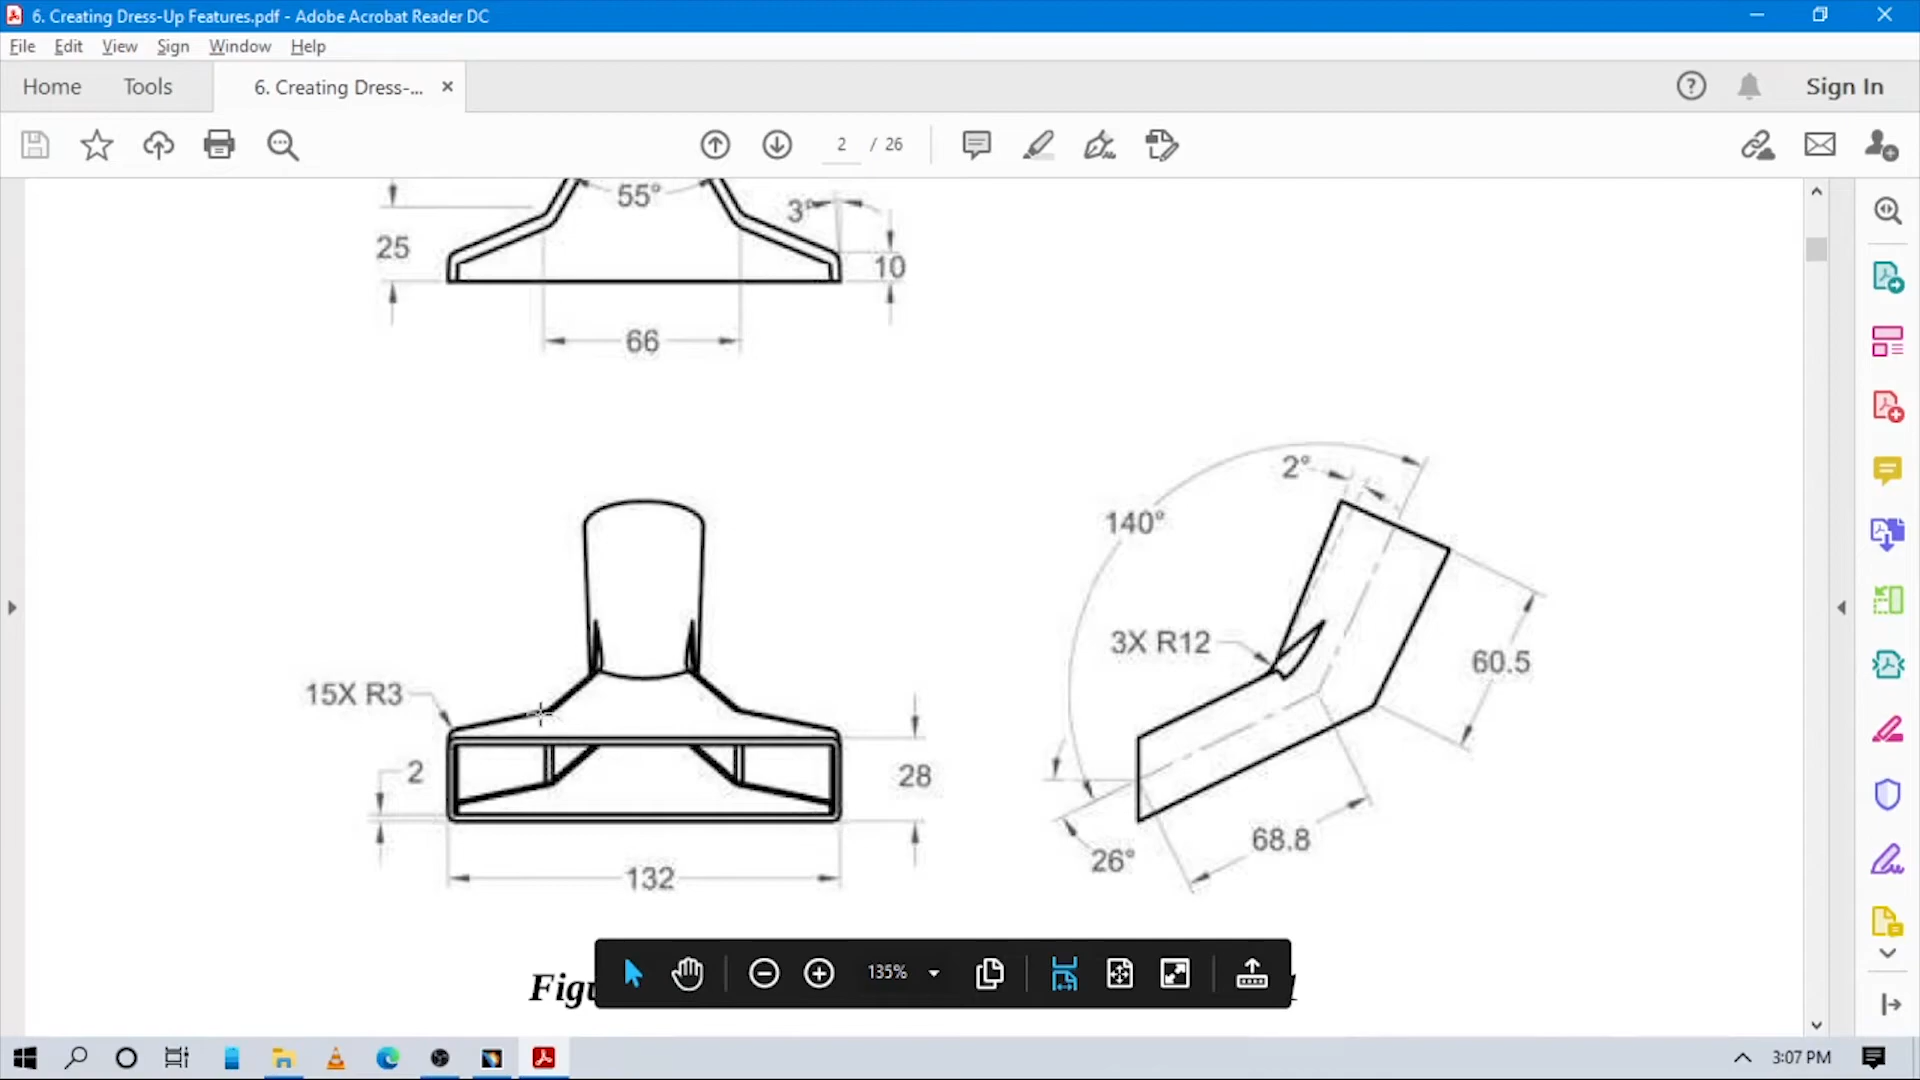 6. Creating Dress-Up Features.pdf - Adobe Acrobat Reader DC
File Edit View Sign Window Help
Home Tools 6. Creating Dress-... × Sign In
2 / 26
55°
3°
25
10
66
2°
140°
3X R12
60.5
15X R3
2
28
68.8
26°
132
Figu
135%
3:07 PM